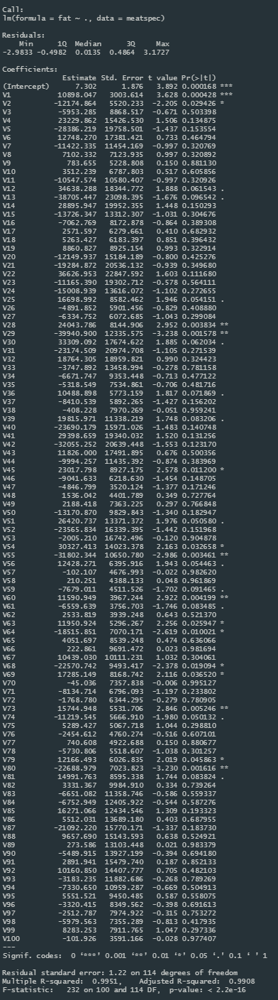 Call:
lm(formula = fat ~ ., data = meatspec)
Residuals:
Min 1Q Median 3Q Max
-2.9833 -0.4982 0.0135 0.4864 3.1727
Coefficients:
Estimate Std. Error t value Pr(>|t|)
(Intercept) 7.302 1.876 3.892 0.000168 ***
V1 10898.047 3003.614 3.628 0.000428 ***
V2 -12174.864 5520.233 -2.205 0.029426 *
V3 -5953.285 8868.517 -0.671 0.503398
V4 23229.862 15426.530 1.506 0.134875
V5 -28386.219 19758.501 -1.437 0.153554
V6 12748.270 17381.421 0.733 0.464794
V7 -11422.335 11454.169 -0.997 0.320769
V8 7102.332 7123.935 0.997 0.320892
V9 783.655 5228.808 0.150 0.881130
V10 3512.239 6787.803 0.517 0.605856
V11 -10547.574 10580.407 -0.997 0.320926
V12 34638.288 18344.772 1.888 0.061543 .
V13 -38705.447 23098.395 -1.676 0.096542 .
V14 28895.947 19952.355 1.448 0.150293
V15 -13726.347 13312.307 -1.031 0.304676
V16 -7062.769 8172.878 -0.864 0.389308
V17 2571.597 6279.661 0.410 0.682932
V18 5263.427 6183.397 0.851 0.396432
V19 8860.827 8925.154 0.993 0.322914
V20 -12149.937 15184.189 -0.800 0.425276
V21 -19284.872 20536.132 -0.939 0.349680
V22 36626.953 22847.592 1.603 0.111680
V23 -11165.390 19302.712 -0.578 0.564111
V24 -15008.939 13616.072 -1.102 0.272655
V25 16698.992 8582.462 1.946 0.054151 .
V26 -4891.852 5901.456 -0.829 0.408880
V27 -6334.752 6072.685 -1.043 0.299084
V28 24043.786 8144.906 2.952 0.003834 **
V29 -39940.900 12335.575 -3.238 0.001578 **
V30 33309.092 17674.622 1.885 0.062034 .
V31 -23174.509 20974.708 -1.105 0.271539
V32 18764.305 18959.821 0.990 0.324423
V33 -3747.892 13458.994 -0.278 0.781158
V34 -6671.747 9353.448 -0.713 0.477122
V35 -5318.549 7534.861 -0.706 0.481716
V36 10488.898 5773.159 1.817 0.071869 .
V37 -8410.539 5892.265 -1.427 0.156202
V38 -408.228 7970.269 -0.051 0.959241
V39 19815.971 11338.219 1.748 0.083206 .
V40 -23690.179 15971.026 -1.483 0.140748
V41 29398.659 19340.032 1.520 0.131256
V42 -32055.252 20639.448 -1.553 0.123170
V43 11826.000 17491.895 0.676 0.500356
V44 -9994.257 11435.392 -0.874 0.383969
V45 23017.798 8927.175 2.578 0.011200 *
V46 -9041.633 6218.630 -1.454 0.148705
V47 -4846.799 3520.124 -1.377 0.171246
V48 1536.042 4401.789 0.349 0.727764
V49 2188.418 7363.225 0.297 0.766848
V50 -13170.870 9829.843 -1.340 0.182947
V51 26420.737 13371.372 1.976 0.050580 .
V52 -23565.834 16339.395 -1.442 0.151968
V53 -2005.210 16742.496 -0.120 0.904878
V54 30327.413 14023.378 2.163 0.032658 *
V55 -31802.344 10650.780 -2.986 0.003461 **
V56 12428.271 6395.916 1.943 0.054463 .
V57 -102.107 4676.993 -0.022 0.982620
V58 210.251 4388.133 0.048 0.961869
V59 -7679.011 4511.526 -1.702 0.091465 .
V60 11590.949 3967.244 2.922 0.004199 **
V61 -6559.639 3756.703 -1.746 0.083485 .
V62 2533.819 3939.248 0.643 0.521370
V63 11950.924 5296.267 2.256 0.025947 *
V64 -18515.851 7070.171 -2.619 0.010021 *
V65 4051.697 8539.248 0.474 0.636066
V66 222.861 9691.472 0.023 0.981694
V67 10439.030 10111.231 1.032 0.304061
V68 -22570.742 9493.417 -2.378 0.019094 *
V69 17285.149 8168.742 2.116 0.036520 *
V70 -45.036 7357.838 -0.006 0.995127
V71 -8134.714 6796.093 -1.197 0.233802
V72 -1768.780 6344.295 -0.279 0.780905
V73 15744.948 5531.706 2.846 0.005246 **
V74 -11219.545 5666.910 -1.980 0.050132 .
V75 5289.427 5067.718 1.044 0.298810
V76 -2454.612 4760.274 -0.516 0.607101
V77 740.608 4922.688 0.150 0.880677
V78 -5730.806 5518.607 -1.038 0.301257
V79 12166.493 6026.835 2.019 0.045863 *
V80 -22688.979 7023.823 -3.230 0.001616 **
V81 14991.763 8595.338 1.744 0.083824 .
V82 3331.367 9984.910 0.334 0.739264
V83 -6651.082 11358.746 -0.586 0.559337
V84 -6752.949 12405.922 -0.544 0.587276
V85 16271.066 12434.546 1.309 0.193323
V86 5512.031 13689.180 0.403 0.687955
V87 -21092.220 15770.171 -1.337 0.183730
V88 9657.690 15143.593 0.638 0.524921
V89 273.586 13103.448 0.021 0.983379
V90 -5489.915 13927.199 -0.394 0.694180
V91 2891.941 15479.740 0.187 0.852133
V92 10160.850 14407.777 0.705 0.482103
V93 -3183.235 11882.686 -0.268 0.789269
V94 -7330.650 10959.287 -0.669 0.504913
V95 5551.521 9450.485 0.587 0.558075
V96 -3320.415 8349.562 -0.398 0.691613
V97 -2512.787 7974.922 -0.315 0.753272
V98 -5979.563 7355.289 -0.813 0.417935
V99 8283.253 7911.765 1.047 0.297336
V100 -101.926 3591.166 -0.028 0.977407
---
Signif. codes: 0 ‘***’ 0.001 ‘**’ 0.01 ‘*’ 0.05 ‘.’ 0.1 ‘ ’ 1
Residual standard error: 1.22 on 114 degrees of freedom
Multiple R-squared: 0.9951, Adjusted R-squared: 0.9908
F-statistic: 232 on 100 and 114 DF, p-value: < 2.2e-16